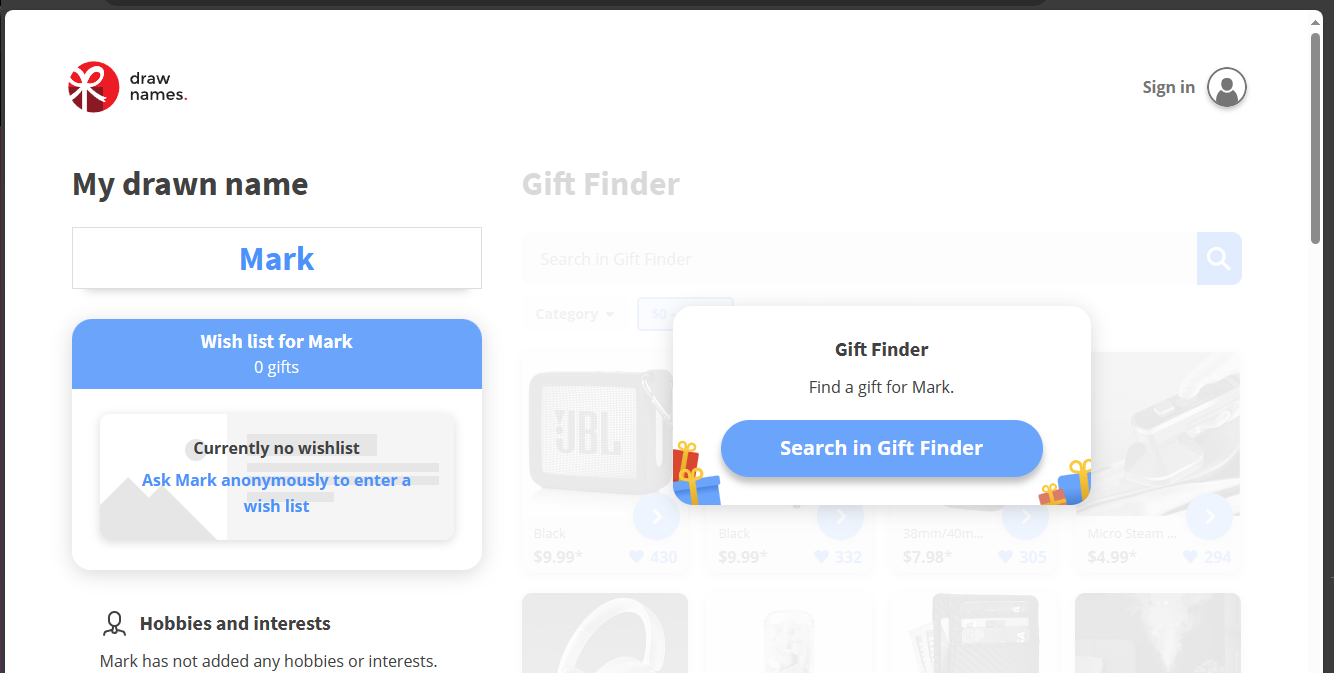 draw
names.
Sign in
My drawn name
Mark
Wish list for Mark
0 gifts
Currently no wishlist
Ask Mark anonymously to enter a
wish list
Hobbies and interests
Mark has not added any hobbies or interests.
Gift Finder
Search in Gift Finder
Category
$0
Gift Finder
Find a gift for Mark.
Search in Gift Finder
JBL
Black
$9.99*
430
Black
$9.99*
332
38mm/40m...
$7.98*
305
Micro Steam ...
$4.99*
294